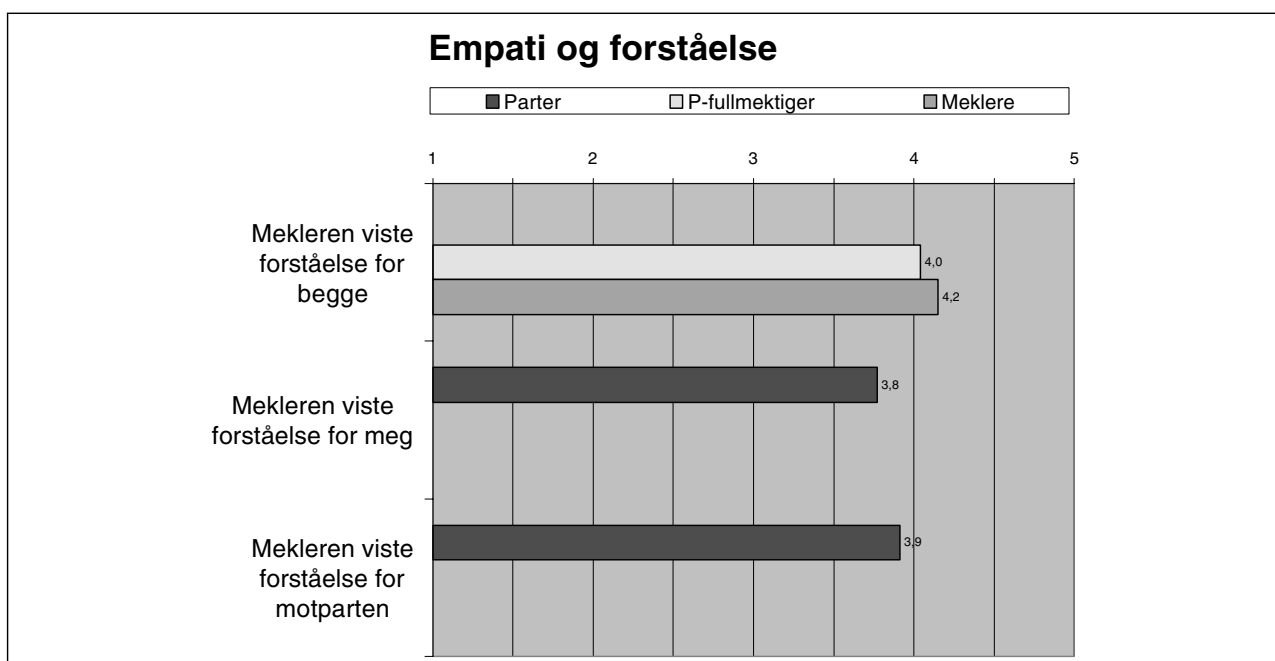 Empati og forståelse
Parter P-fullmektiger Meklere
1 2 3 4 5
Mekleren viste
forståelse for
begge
4,0
4,2
Mekleren viste
forståelse for meg
3,8
Mekleren viste
forståelse for
motparten
3,9